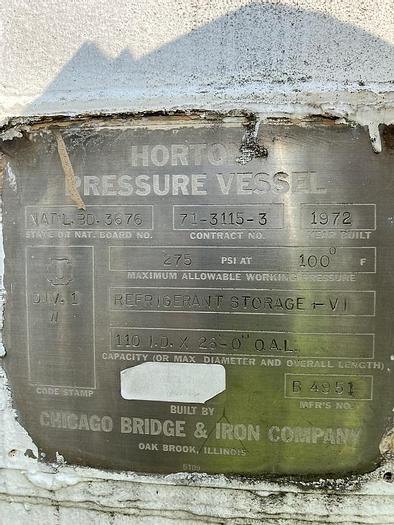 HORTON
PRESSURE VESSEL
NAT'L. BD. 3676 71-3115-3 1972
STATE OR NAT. BOARD NO. CONTRACT NO. YEAR BUILT
275 PSI AT 100° F
MAXIMUM ALLOWABLE WORKING PRESSURE
U
DIV. 1
W
REFRIGERANT STORAGE - V1
110 I.D. X 26-0" O.A.L.
CAPACITY (OR MAX. DIAMETER AND OVERALL LENGTH)
CODE STAMP
B 4951
MFR'S NO.
BUILT BY
CHICAGO BRIDGE & IRON COMPANY
OAK BROOK, ILLINOIS